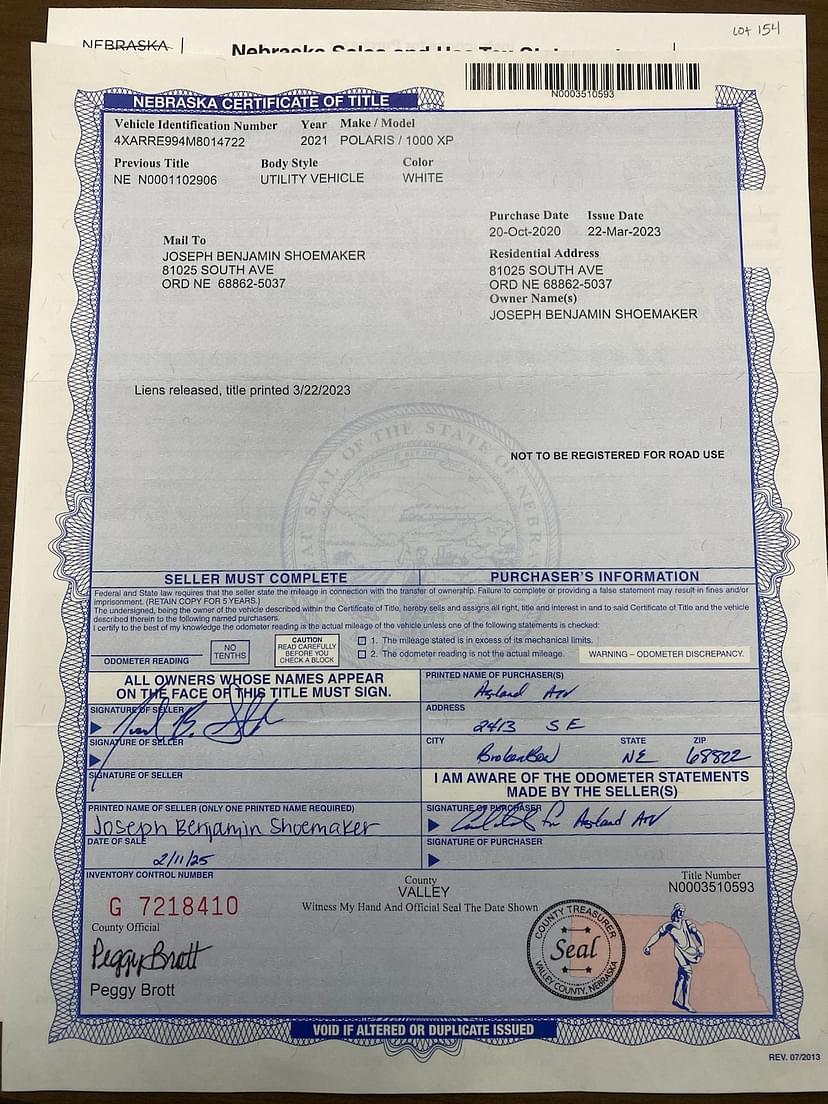 LOT 154
NEBRASKA
Nebraska Sales and Use Tax Statement
N0003510593
NEBRASKA CERTIFICATE OF TITLE
Vehicle Identification Number Year Make / Model
4XARRE994M8014722 2021 POLARIS / 1000 XP
Previous Title Body Style Color
NE N0001102906 UTILITY VEHICLE WHITE
Purchase Date Issue Date
20-Oct-2020 22-Mar-2023
Mail To
JOSEPH BENJAMIN SHOEMAKER
81025 SOUTH AVE
ORD NE 68862-5037
Residential Address
81025 SOUTH AVE
ORD NE 68862-5037
Owner Name(s)
JOSEPH BENJAMIN SHOEMAKER
Liens released, title printed 3/22/2023
SEAL OF THE STATE OF NEBRASKA
NOT TO BE REGISTERED FOR ROAD USE
SELLER MUST COMPLETE PURCHASER'S INFORMATION
Federal and State law requires that the seller state the mileage in connection with the transfer of ownership. Failure to complete or providing a false statement may result in fines and/or
imprisonment. (RETAIN COPY FOR 5 YEARS.)
The undersigned, being the owner of the vehicle described within the Certificate of Title, hereby sells and assigns all right, title and interest in and to said Certificate of Title and the vehicle
described therein to the following named purchasers.
I certify to the best of my knowledge the odometer reading is the actual mileage of the vehicle unless one of the following statements is checked:
ODOMETER READING
NO
TENTHS
CAUTION
READ CAREFULLY
BEFORE YOU
CHECK A BLOCK
1. The mileage stated is in excess of its mechanical limits.
2. The odometer reading is not the actual mileage.
WARNING – ODOMETER DISCREPANCY.
ALL OWNERS WHOSE NAMES APPEAR
ON THE FACE OF THIS TITLE MUST SIGN.
SIGNATURE OF SELLER
SIGNATURE OF SELLER
SIGNATURE OF SELLER
PRINTED NAME OF SELLER (ONLY ONE PRINTED NAME REQUIRED)
Joseph Benjamin Shoemaker
DATE OF SALE
2/11/25
PRINTED NAME OF PURCHASER(S)
ATV
ADDRESS
2413 S E
CITY STATE ZIP
Broken Bow NE 68822
I AM AWARE OF THE ODOMETER STATEMENTS
MADE BY THE SELLER(S)
SIGNATURE OF PURCHASER
for ATV
SIGNATURE OF PURCHASER
INVENTORY CONTROL NUMBER
G 7218410
County
VALLEY
Witness My Hand And Official Seal The Date Shown
Title Number
N0003510593
County Official
Peggy Brott
Peggy Brott
COUNTY TREASURER
Seal
VALLEY COUNTY, NEBRASKA
VOID IF ALTERED OR DUPLICATE ISSUED
REV. 07/2013